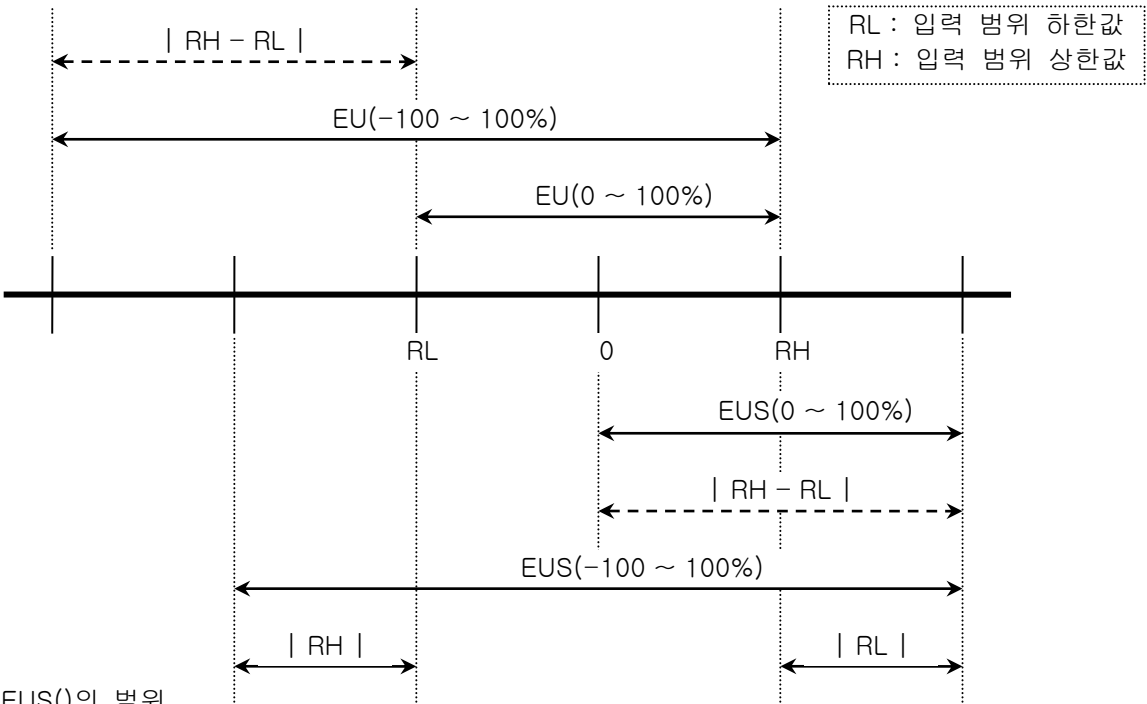 RL : 입력 범위 하한값
RH : 입력 범위 상한값
| RH - RL |
EU(-100 ~ 100%)
EU(0 ~ 100%)
RL 0 RH
EUS(0 ~ 100%)
| RH - RL |
EUS(-100 ~ 100%)
| RH | | RL |
EUS()의 범위